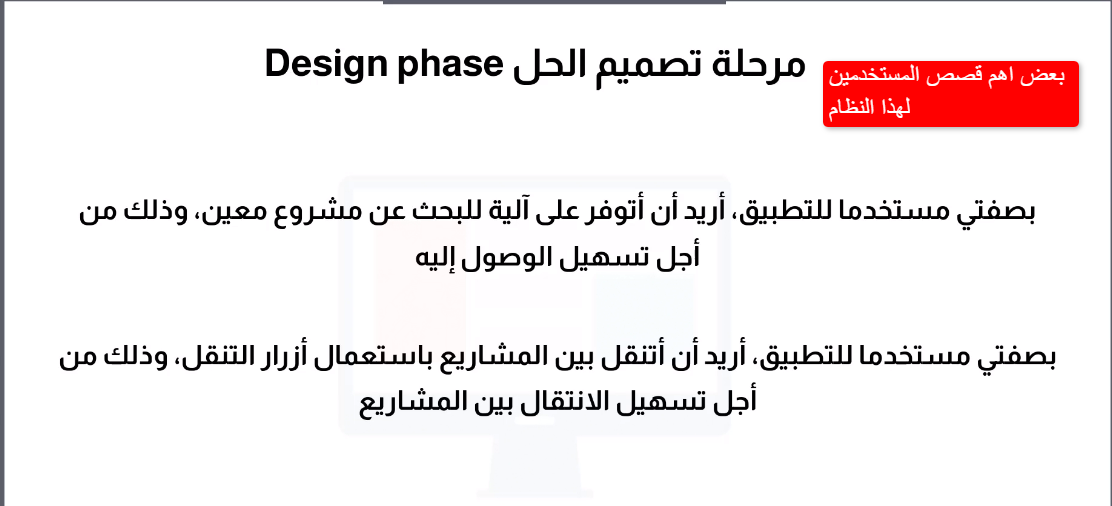 مرحلة تصميم الحل Design phase
بعض اهم قصص المستخدمين
لهذا النظام
بصفتي مستخدما للتطبيق، أريد أن أتوفر على آلية للبحث عن مشروع معين، وذلك من
أجل تسهيل الوصول إليه
بصفتي مستخدما للتطبيق، أريد أن أتنقل بين المشاريع باستعمال أزرار التنقل، وذلك من
أجل تسهيل الانتقال بين المشاريع